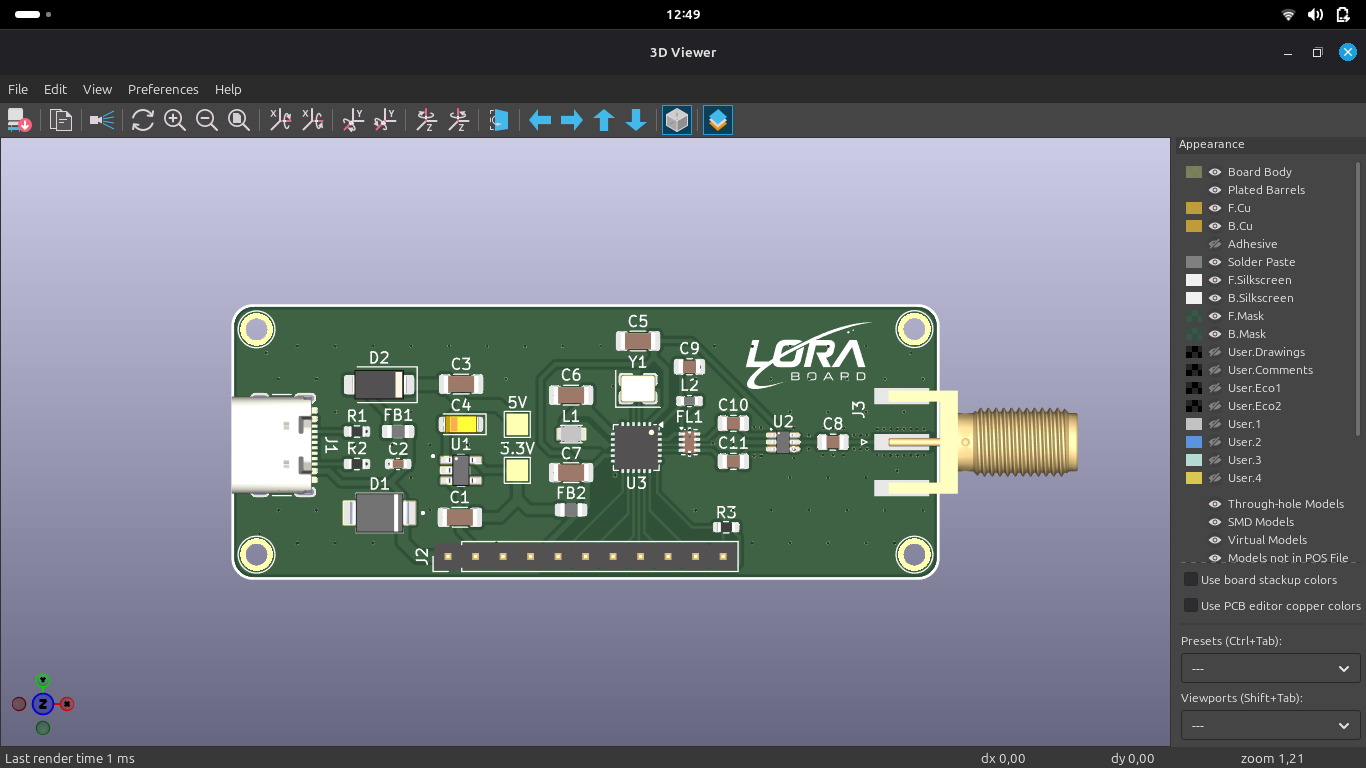 12:49
3D Viewer
File Edit View Preferences Help
Appearance
Board Body
Plated Barrels
F.Cu
B.Cu
Adhesive
Solder Paste
F.Silkscreen
B.Silkscreen
F.Mask
B.Mask
User.Drawings
User.Comments
User.Eco1
User.Eco2
User.1
User.2
User.3
User.4
Through-hole Models
SMD Models
Virtual Models
Models not in POS File
Use board stackup colors
Use PCB editor copper colors
Presets (Ctrl+Tab):
---
Viewports (Shift+Tab):
---
C5
LORA
BOARD
D2
C3
Y1
C9
C6
L2
R1
FB1
C4
5V
L1
FL1
C10
U2
C8
J3
J1
R2
C2
U1
3.3V
C7
U3
C11
D1
C1
FB2
R3
J2
Y
Z
X
Last render time 1 ms
dx 0,00
dy 0,00
zoom 1,21